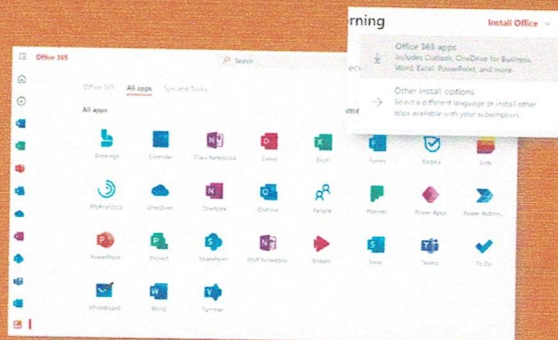 rning
Install Office
Office 365 apps
Includes Outlook, OneDrive for Business,
Word, Excel, PowerPoint, and more.
Other install options
Select a different language or install other
apps available with your subscription.
Office 365
Search
Office 365 All apps Tips and Tricks
All apps
Bookings Calendar Class Notebook Delve Excel Forms Kaizala Lists
MyAnalytics OneDrive OneNote Outlook People Planner Power Apps Power Autom...
PowerPoint Project SharePoint Staff Notebook Stream Sway Teams To Do
Whiteboard Word Yammer